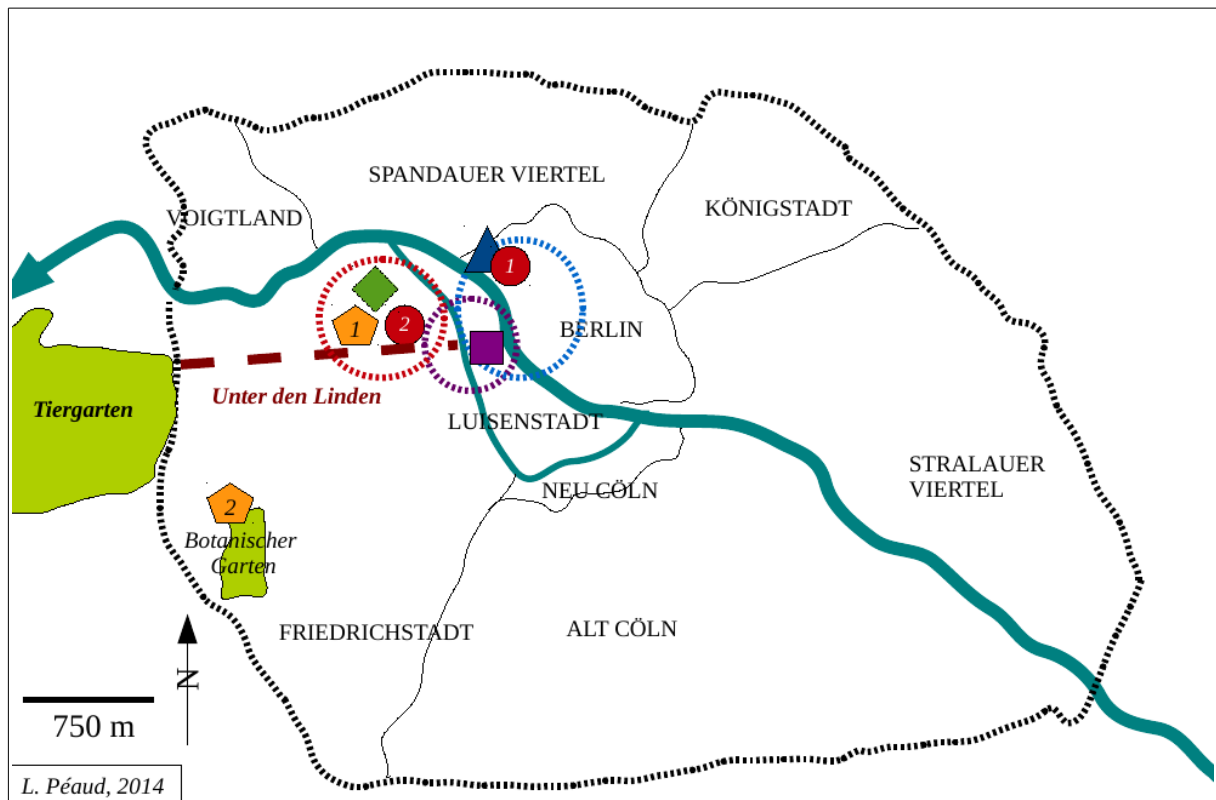 SPANDAUER VIERTEL
VOIGTLAND
KÖNIGSTADT
1
1
2
BERLIN
Unter den Linden
Tiergarten
LUISENSTADT
STRALAUER
VIERTEL
NEU CÖLN
2
Botanischer
Garten
FRIEDRICHSTADT
ALT CÖLN
N
750 m
L. Péaud, 2014